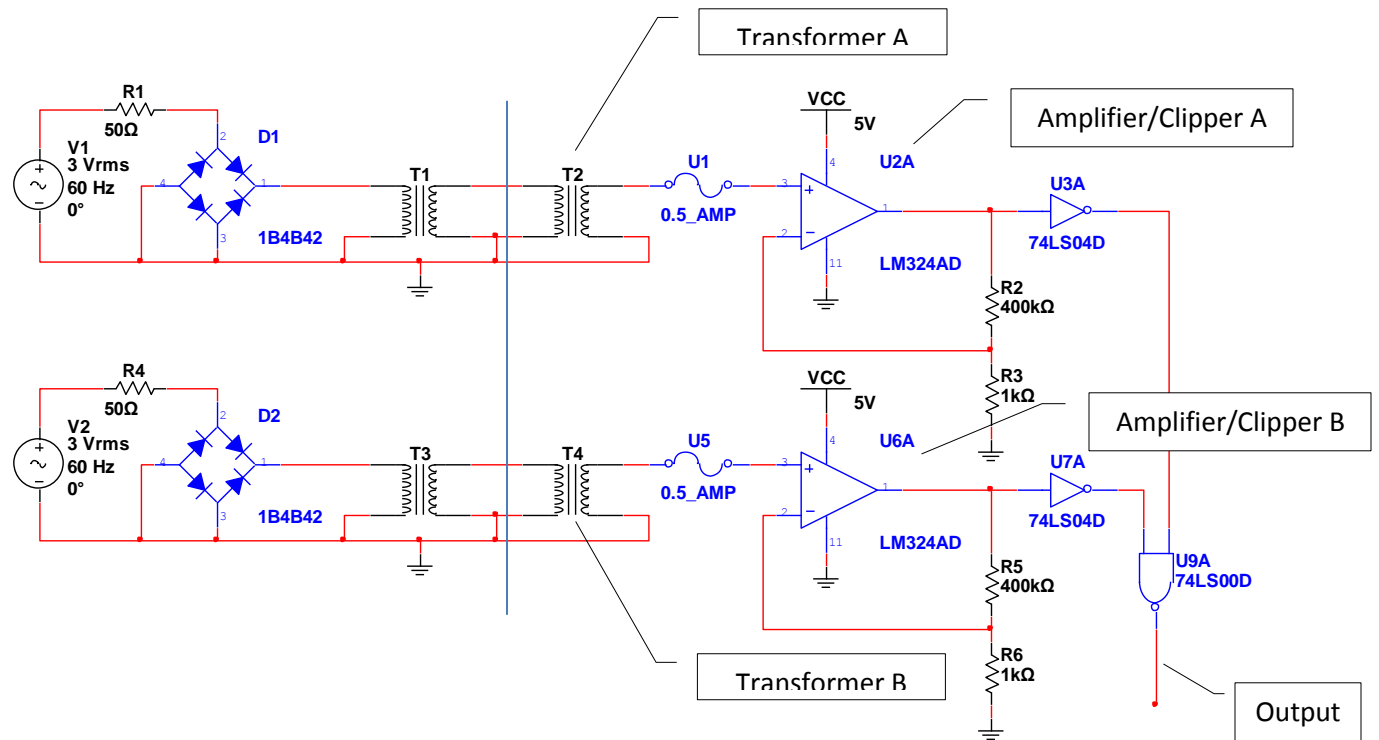 Transformer A
VCC
5V
Amplifier/Clipper A
R1
50Ω
V1
3 Vrms
60 Hz
0°
D1
2
4
1
3
1B4B42
T1
T2
U1
0.5_AMP
U2A
3
2
4
11
1
LM324AD
U3A
74LS04D
R2
400kΩ
R3
1kΩ
Amplifier/Clipper B
R4
50Ω
V2
3 Vrms
60 Hz
0°
D2
2
4
1
3
1B4B42
T3
T4
U5
0.5_AMP
VCC
5V
U6A
3
2
4
11
1
LM324AD
U7A
74LS04D
U9A
74LS00D
R5
400kΩ
R6
1kΩ
Transformer B
Output